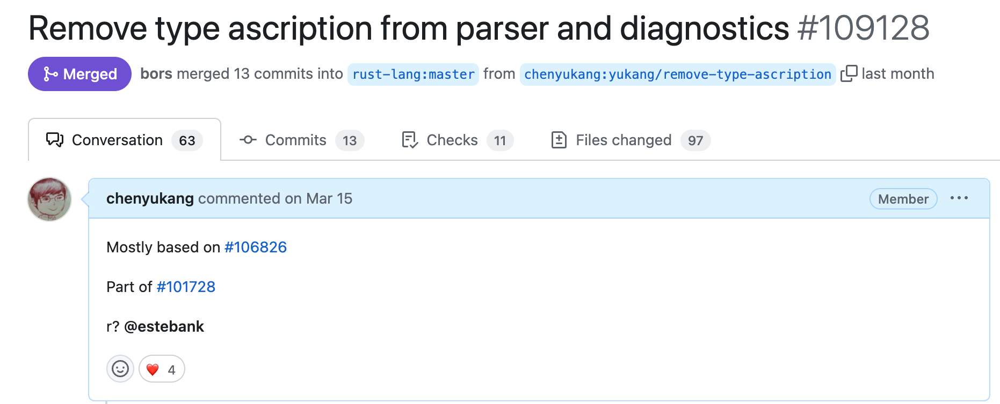 Remove type ascription from parser and diagnostics #109128
Merged bors merged 13 commits into rust-lang:master from chenyukang:yukang/remove-type-ascription last month
Conversation 63 Commits 13 Checks 11 Files changed 97
chenyukang commented on Mar 15 Member
Mostly based on #106826
Part of #101728
r? @estebank
4